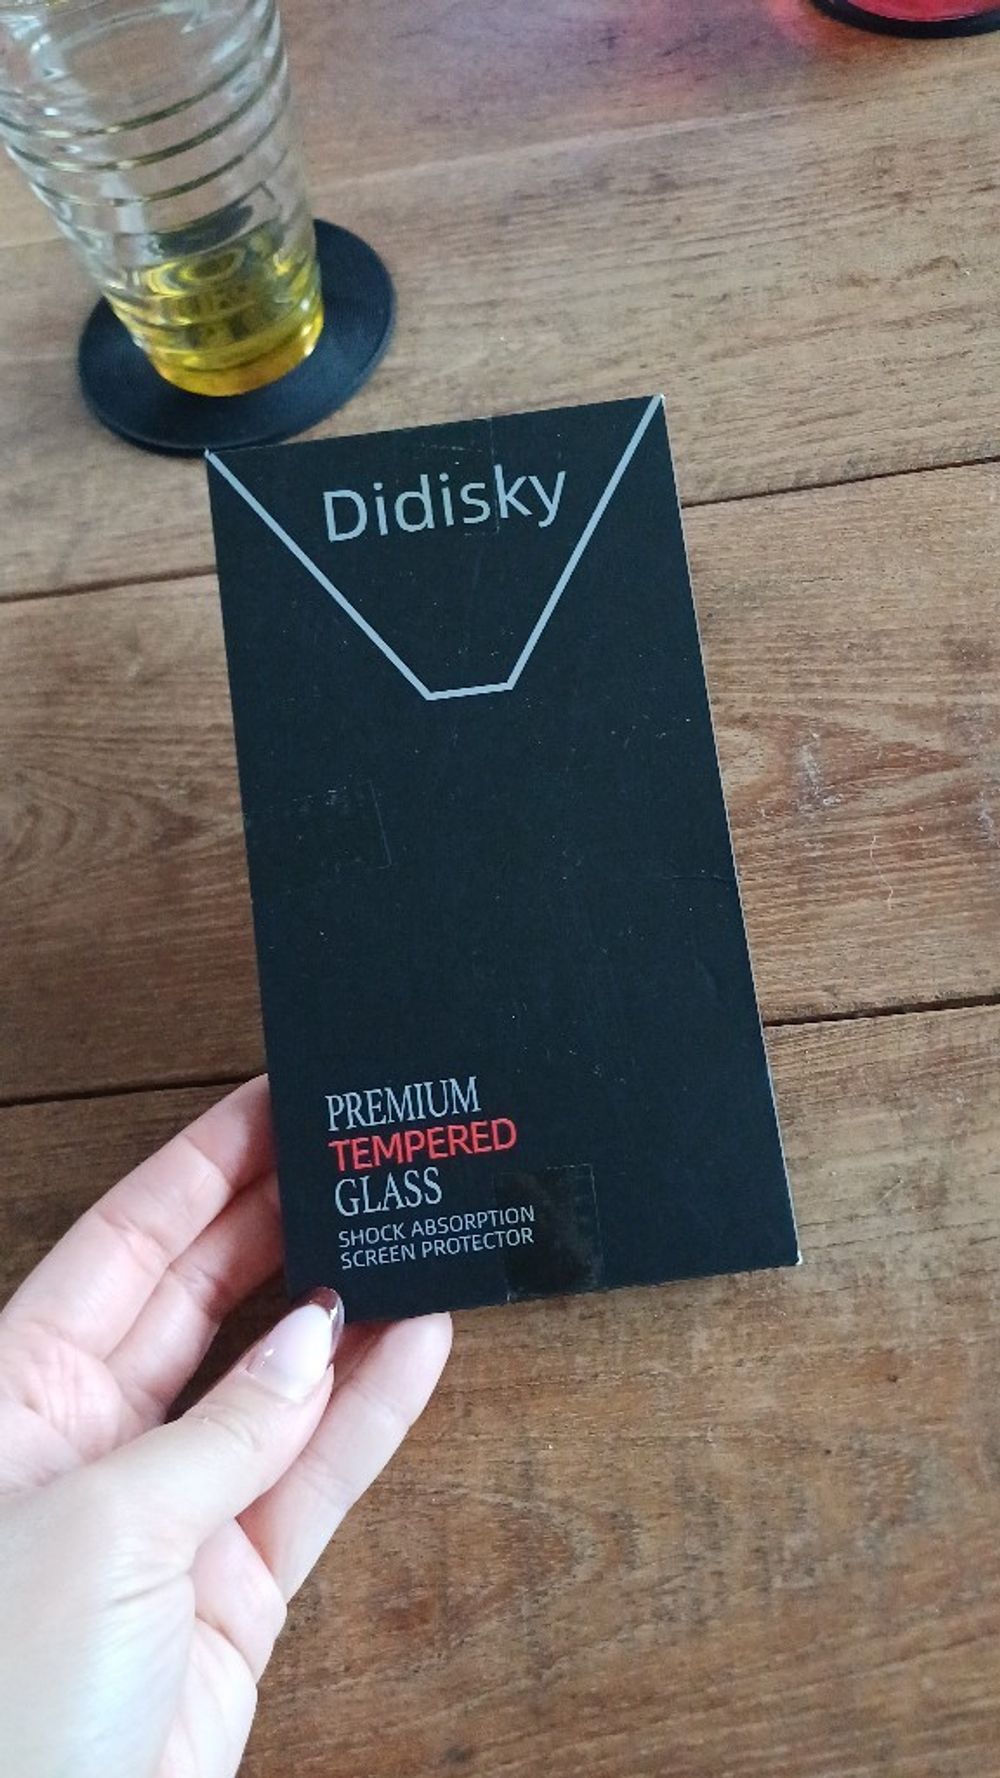 Didisky
PREMIUM
TEMPERED
GLASS
SHOCK ABSORPTION
SCREEN PROTECTOR